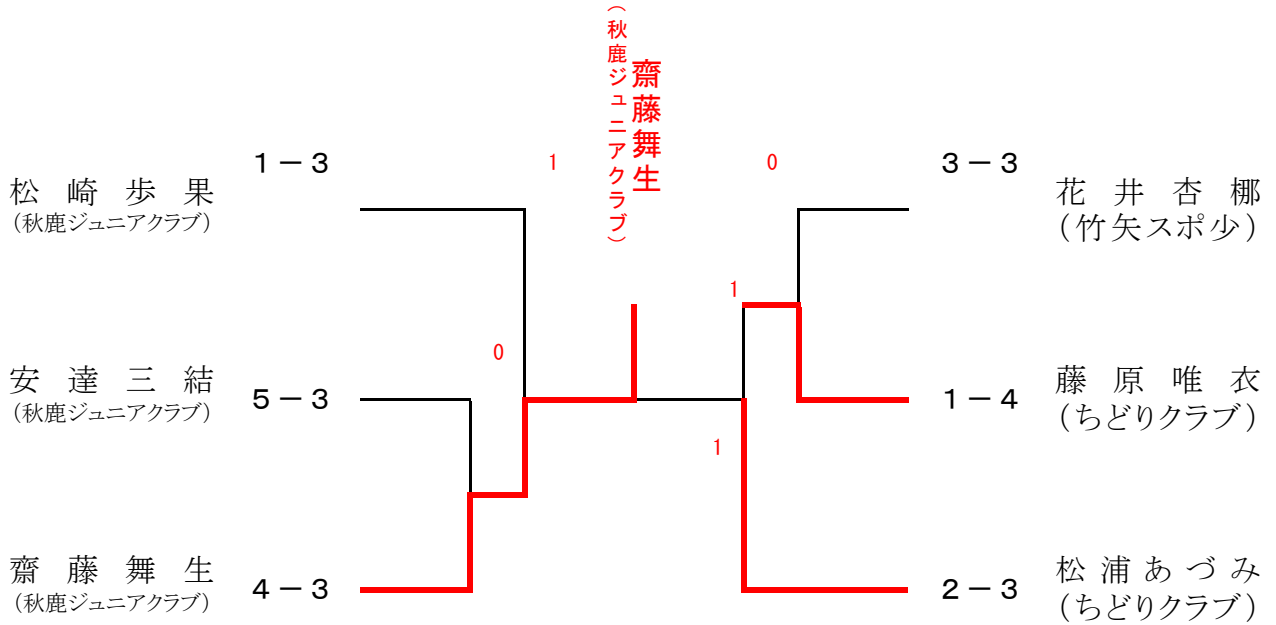 齋藤舞生
（秋鹿ジュニアクラブ）
1－3
松崎歩果
(秋鹿ジュニアクラブ)
1
0
3－3
花井杏梛
(竹矢スポ少)
安達三結
(秋鹿ジュニアクラブ)
5－3
0
1
1
1－4
藤原唯衣
(ちどりクラブ)
齋藤舞生
(秋鹿ジュニアクラブ)
4－3
2－3
松浦あづみ
(ちどりクラブ)